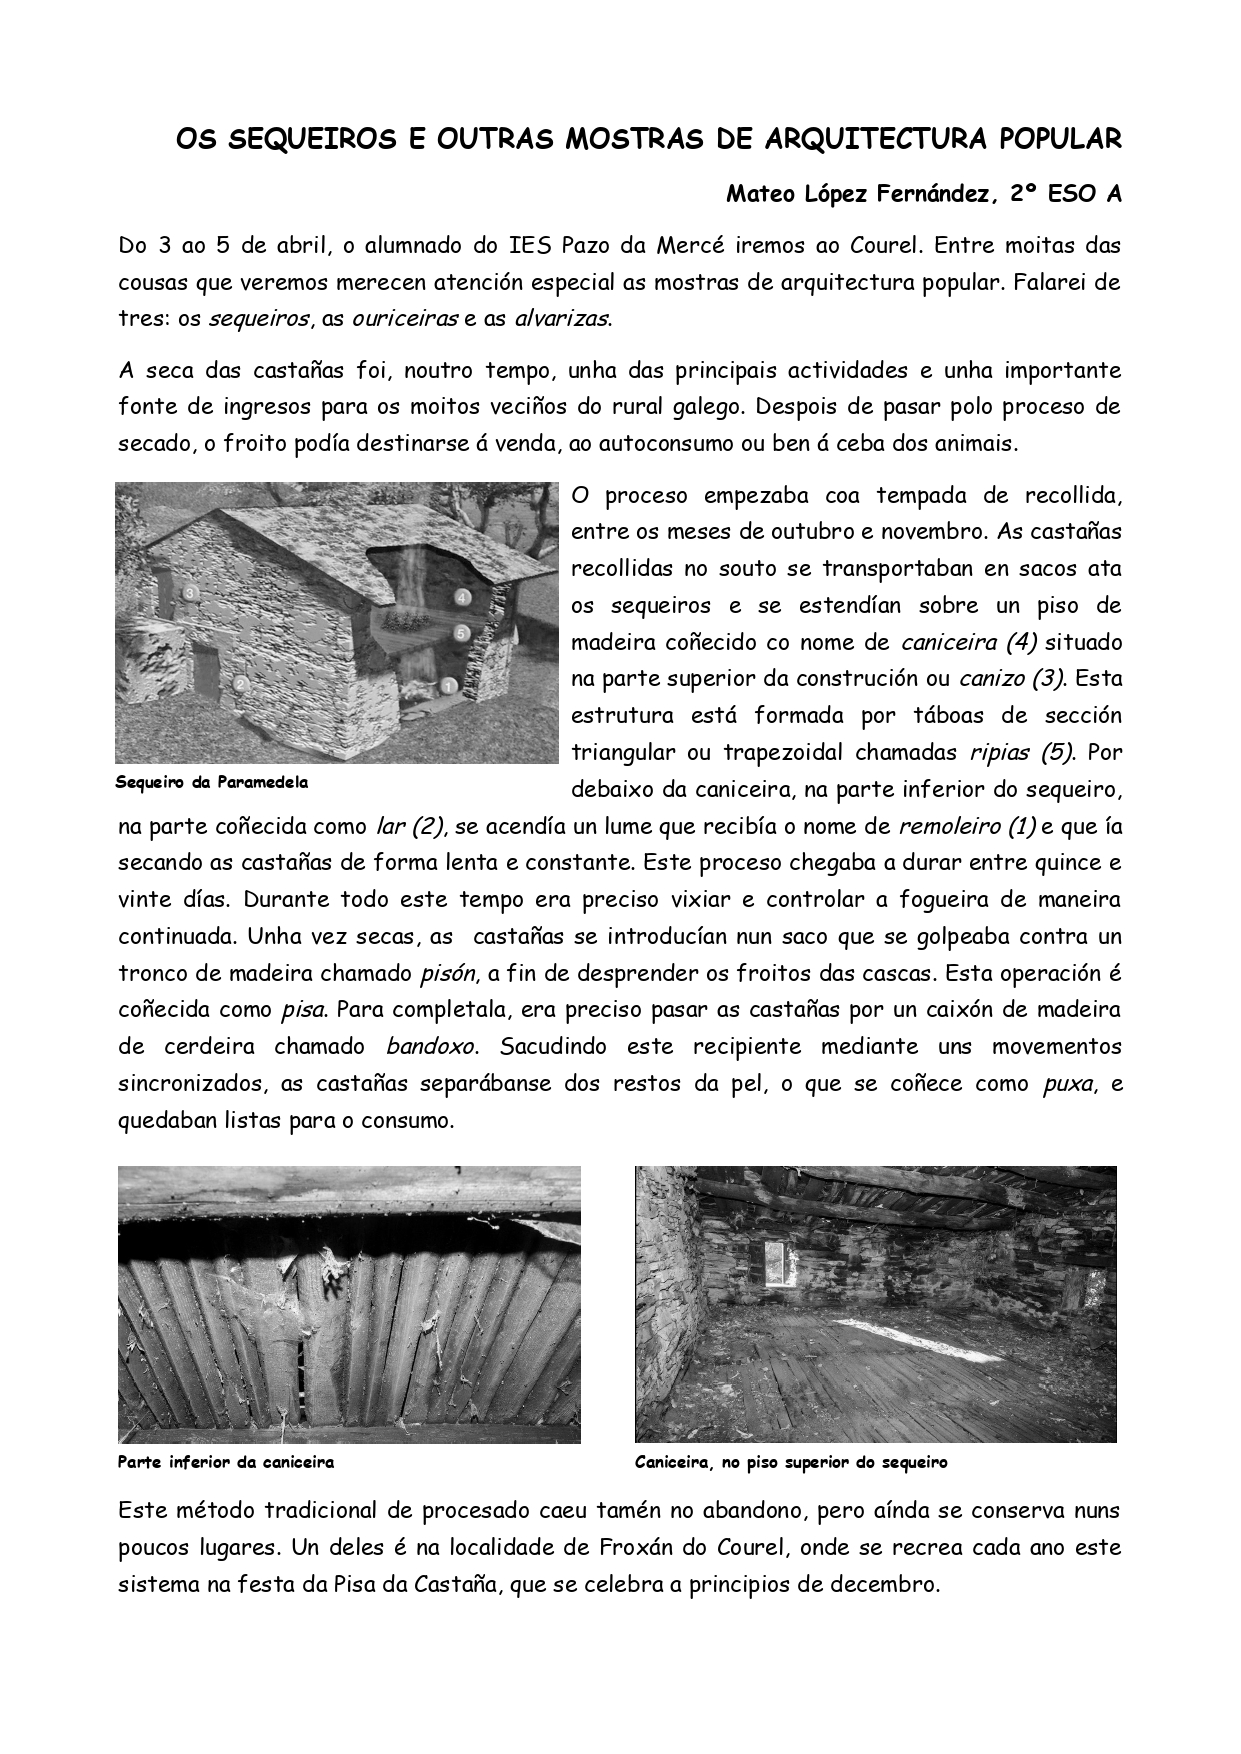 OS SEQUEIROS E OUTRAS MOSTRAS DE ARQUITECTURA POPULAR
Mateo López Fernández, 2º ESO A
Do 3 ao 5 de abril, o alumnado do IES Pazo da Mercé iremos ao Courel. Entre moitas das
cousas que veremos merecen atención especial as mostras de arquitectura popular. Falarei de
tres: os sequeiros, as ouriceiras e as alvarizas.
A seca das castañas foi, noutro tempo, unha das principais actividades e unha importante
fonte de ingresos para os moitos veciños do rural galego. Despois de pasar polo proceso de
secado, o froito podía destinarse á venda, ao autoconsumo ou ben á ceba dos animais.
3
4
5
2
1
Sequeiro da Paramedela
O proceso empezaba coa tempada de recollida,
entre os meses de outubro e novembro. As castañas
recollidas no souto se transportaban en sacos ata
os sequeiros e se estendían sobre un piso de
madeira coñecido co nome de caniceira (4) situado
na parte superior da construción ou canizo (3). Esta
estrutura está formada por táboas de sección
triangular ou trapezoidal chamadas ripias (5). Por
debaixo da caniceira, na parte inferior do sequeiro,
na parte coñecida como lar (2), se acendía un lume que recibía o nome de remoleiro (1) e que ía
secando as castañas de forma lenta e constante. Este proceso chegaba a durar entre quince e
vinte días. Durante todo este tempo era preciso vixiar e controlar a fogueira de maneira
continuada. Unha vez secas, as castañas se introducían nun saco que se golpeaba contra un
tronco de madeira chamado pisón, a fin de desprender os froitos das cascas. Esta operación é
coñecida como pisa. Para completala, era preciso pasar as castañas por un caixón de madeira
de cerdeira chamado bandoxo. Sacudindo este recipiente mediante uns movementos
sincronizados, as castañas separábanse dos restos da pel, o que se coñece como puxa, e
quedaban listas para o consumo.
Parte inferior da caniceira
Caniceira, no piso superior do sequeiro
Este método tradicional de procesado caeu tamén no abandono, pero aínda se conserva nuns
poucos lugares. Un deles é na localidade de Froxán do Courel, onde se recrea cada ano este
sistema na festa da Pisa da Castaña, que se celebra a principios de decembro.